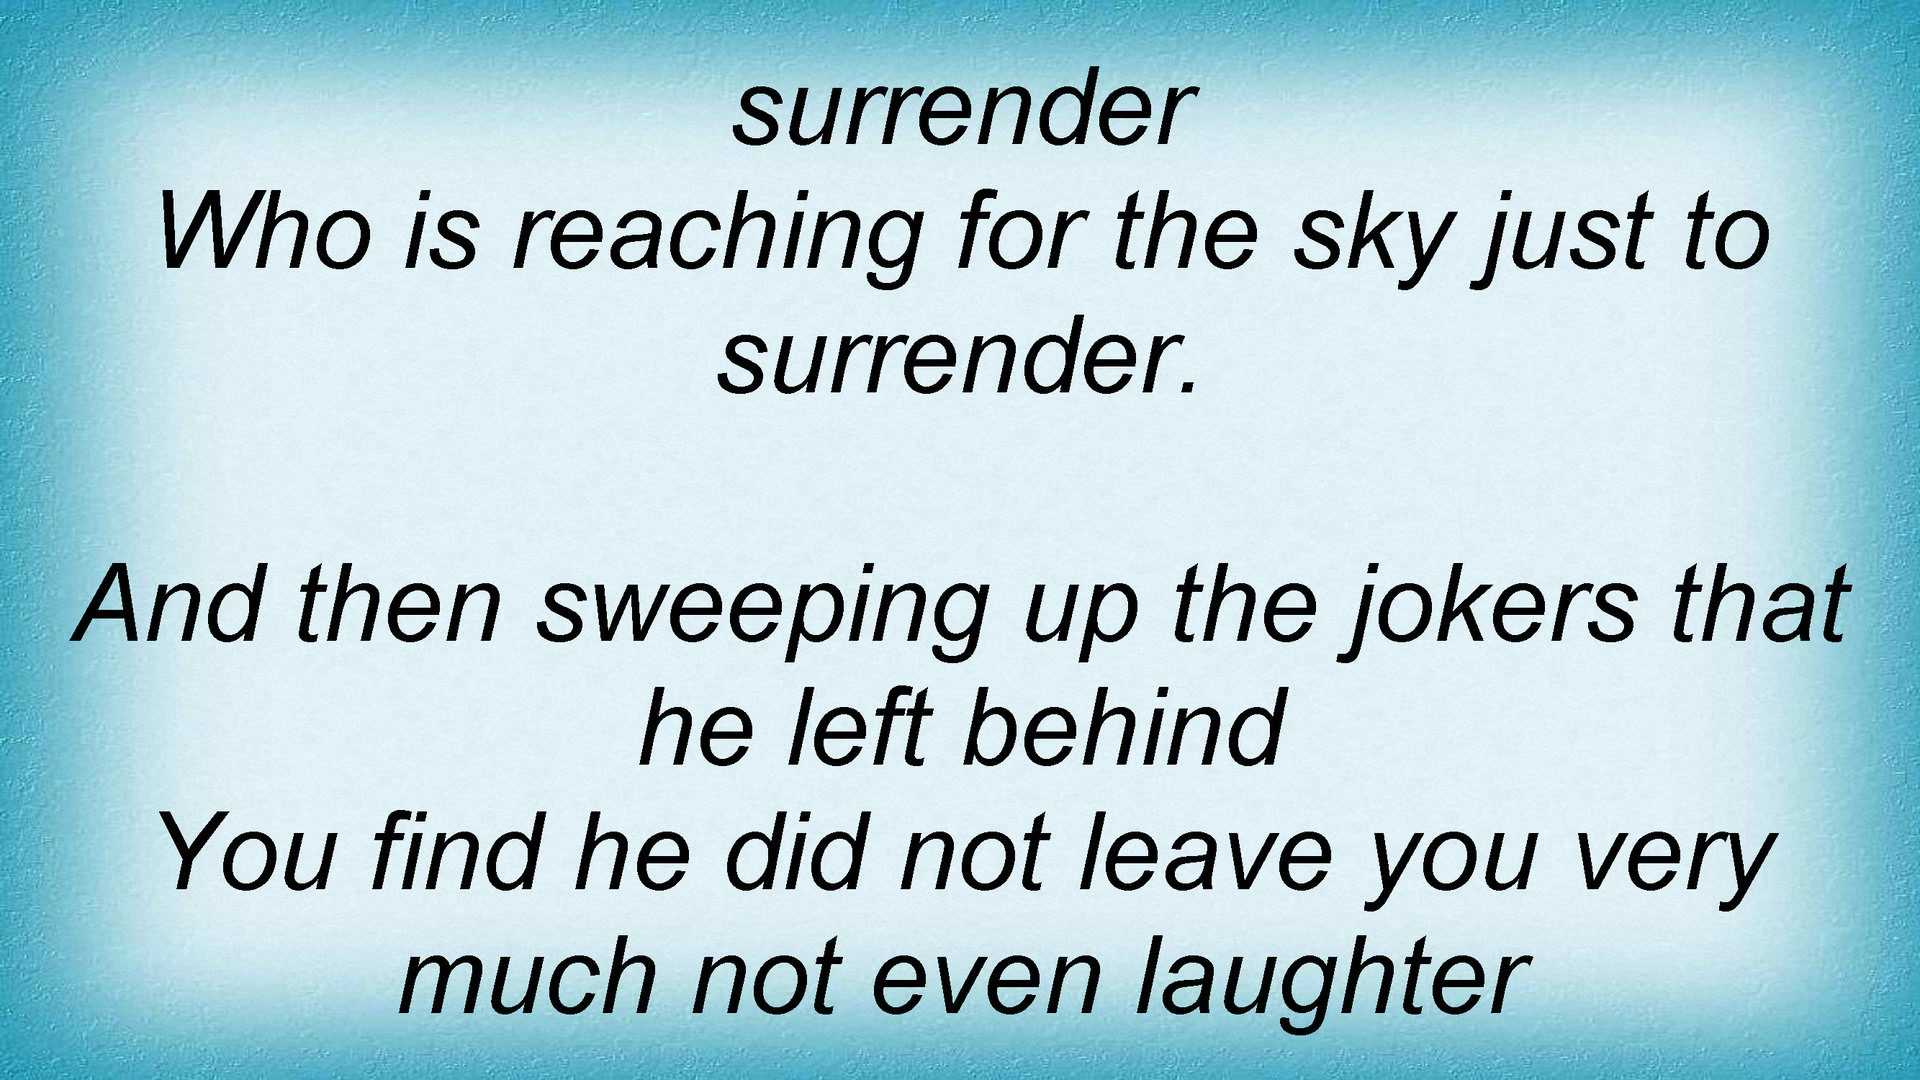 surrender
Who is reaching for the sky just to
surrender.
And then sweeping up the jokers that
he left behind
You find he did not leave you very
much not even laughter